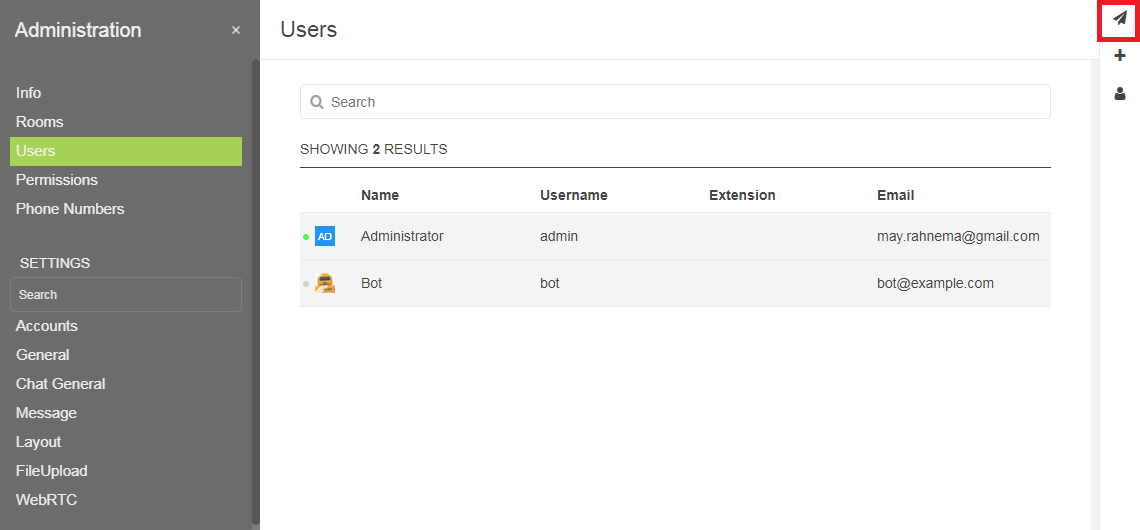 Administration
×
Info
Rooms
Users
Permissions
Phone Numbers
SETTINGS
Search
Accounts
General
Chat General
Message
Layout
FileUpload
WebRTC
Users
Search
SHOWING 2 RESULTS
Name Username Extension Email
AD Administrator admin may.rahnema@gmail.com
Bot bot bot@example.com